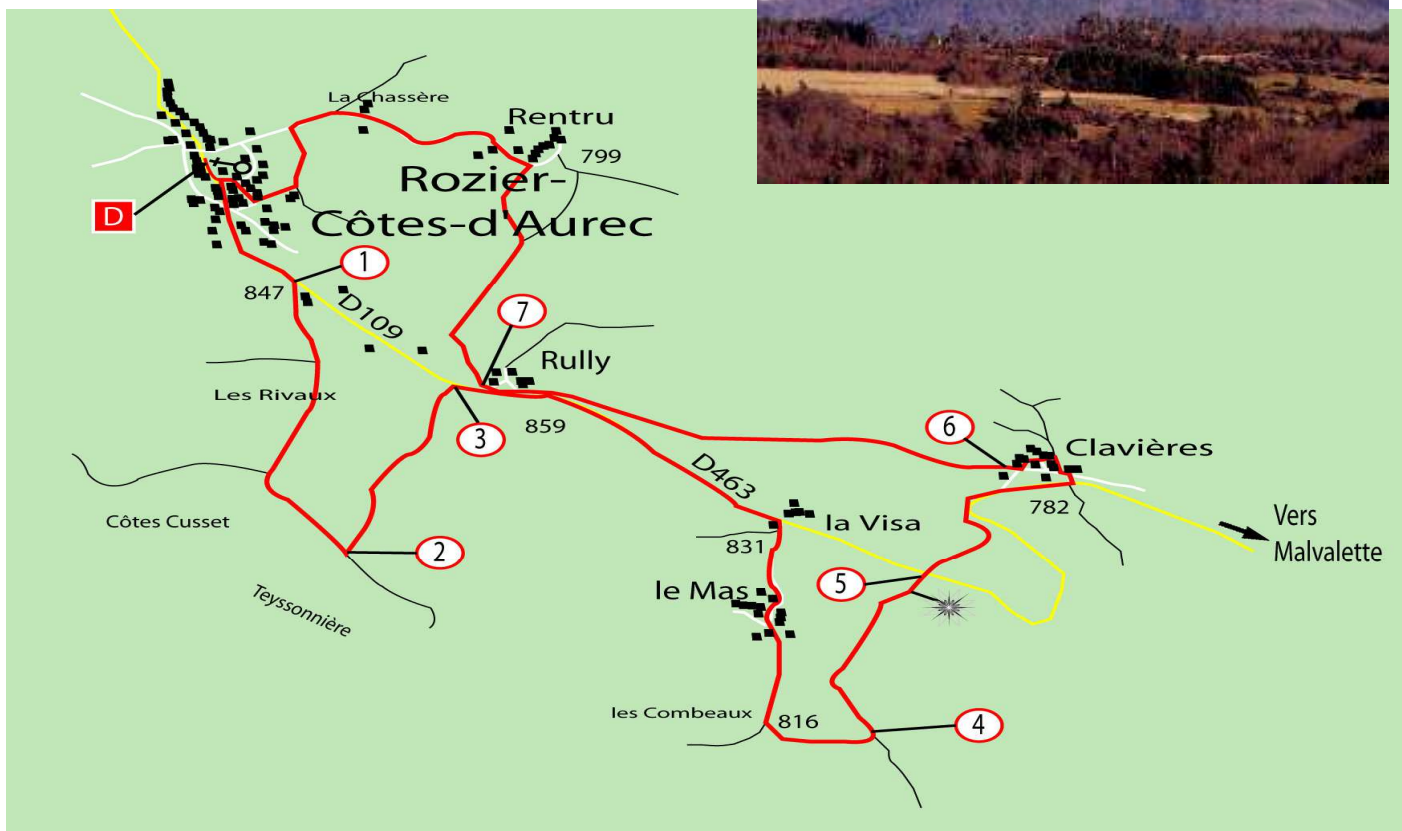 La Chassère
Rentru
799
Rozier-
Côtes-d'Aurec
D
1
847
D109
7
Rully
Les Rivaux
3
859
6
Clavières
D463
782
Côtes Cusset
la Visa
Vers
Malvalette
2
831
5
le Mas
Teyssonnière
les Combeaux
816
4